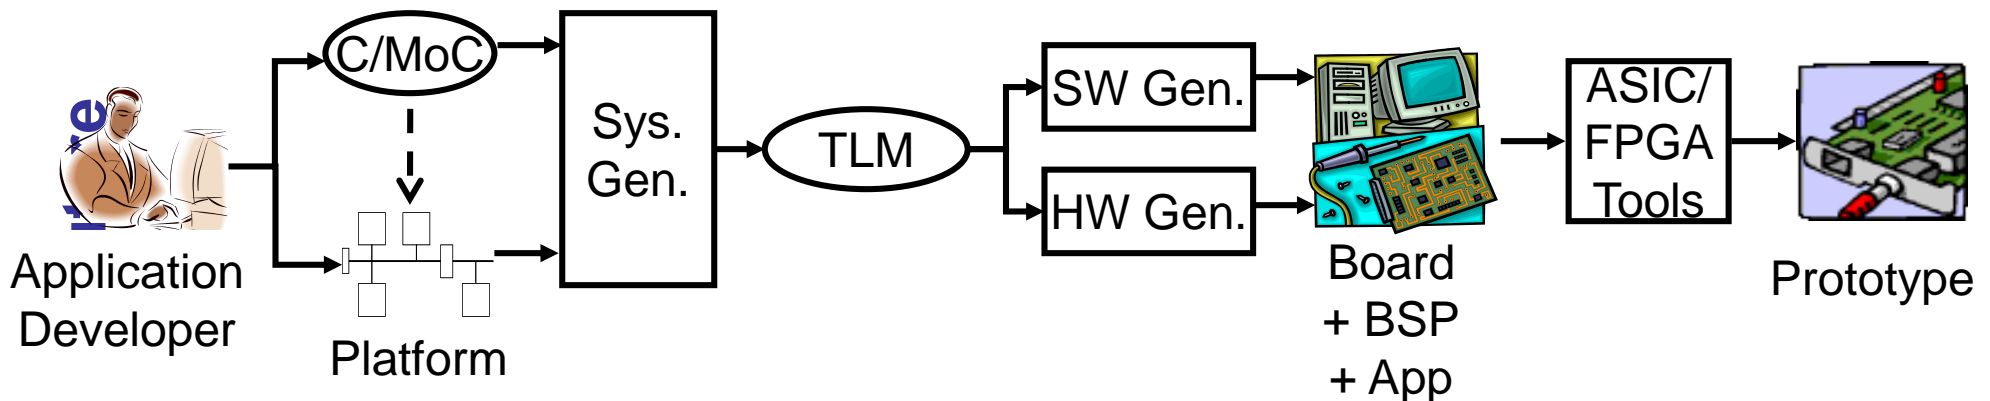 Application
Developer
C/MoC
Platform
Sys.
Gen.
TLM
SW Gen.
HW Gen.
Board
+ BSP
+ App
ASIC/
FPGA
Tools
Prototype